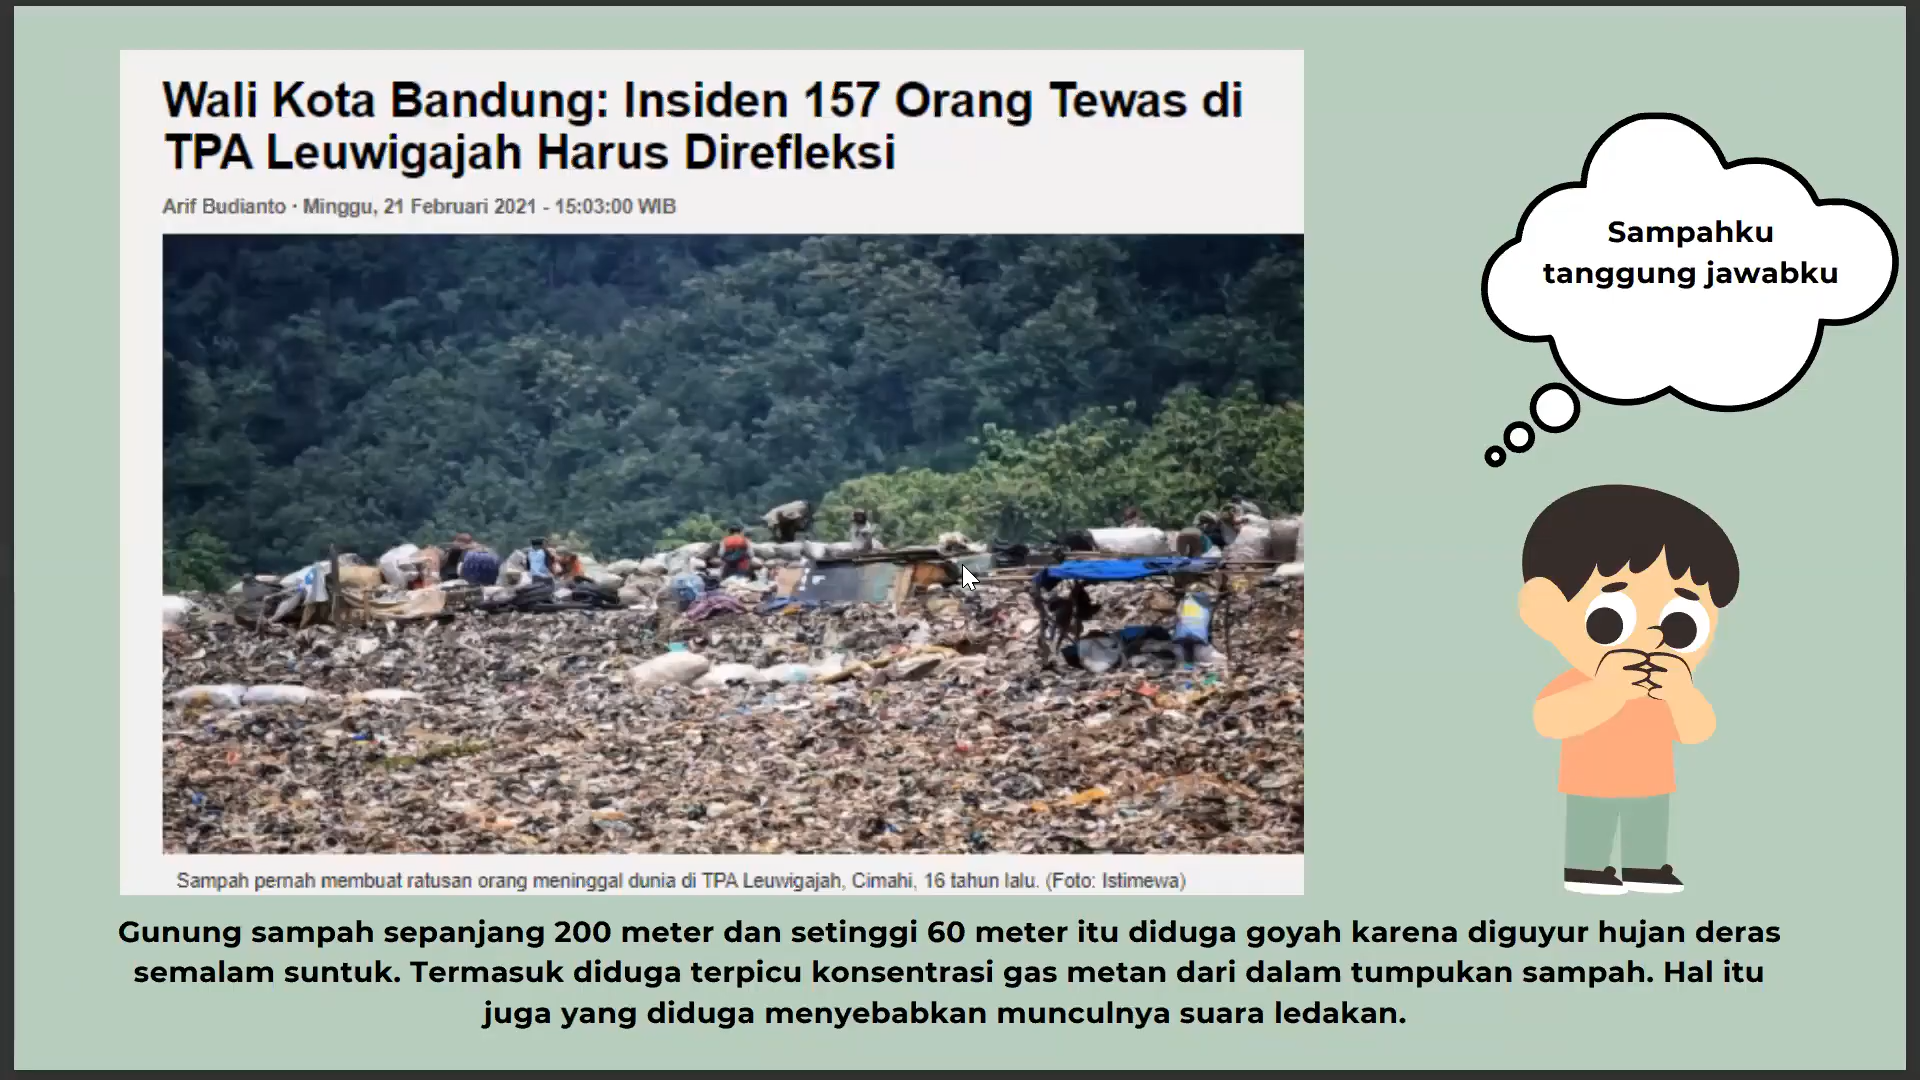 Wali Kota Bandung: Insiden 157 Orang Tewas di
TPA Leuwigajah Harus Direfleksi
Arif Budianto · Minggu, 21 Februari 2021 - 15:03:00 WIB
Sampahku
tanggung jawabku
Sampah pernah membuat ratusan orang meninggal dunia di TPA Leuwigajah, Cimahi, 16 tahun lalu. (Foto: Istimewa)
Gunung sampah sepanjang 200 meter dan setinggi 60 meter itu diduga goyah karena diguyur hujan deras
semalam suntuk. Termasuk diduga terpicu konsentrasi gas metan dari dalam tumpukan sampah. Hal itu
juga yang diduga menyebabkan munculnya suara ledakan.